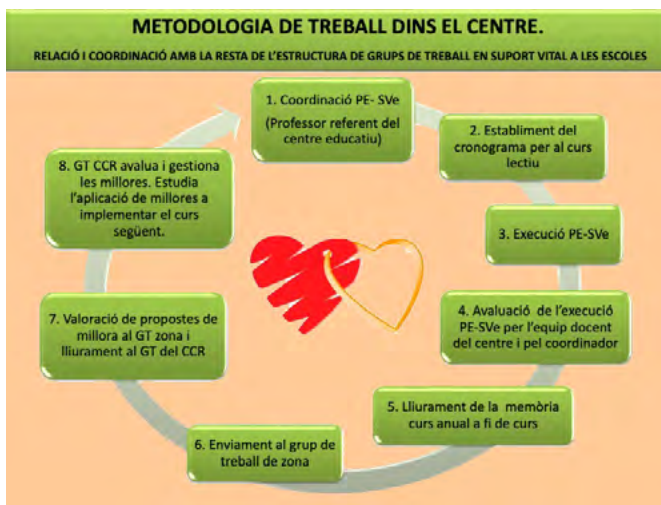 METODOLOGIA DE TREBALL DINS EL CENTRE.
RELACIÓ I COORDINACIÓ AMB LA RESTA DE L'ESTRUCTURA DE GRUPS DE TREBALL EN SUPORT VITAL A LES ESCOLES
1. Coordinació PE- SVe
(Professor referent del
centre educatiu)
2. Establiment del
cronograma per al curs
lectiu
3. Execució PE-SVe
4. Avaluació de l'execució
PE-SVe per l'equip docent
del centre i pel coordinador
5. Lliurament de la memòria
curs anual a fi de curs
6. Enviament al grup de
treball de zona
7. Valoració de propostes de
millora al GT zona i
lliurament al GT del CCR
8. GT CCR avalua i gestiona
les millores. Estudia
l'aplicació de millores a
implementar el curs
següent.